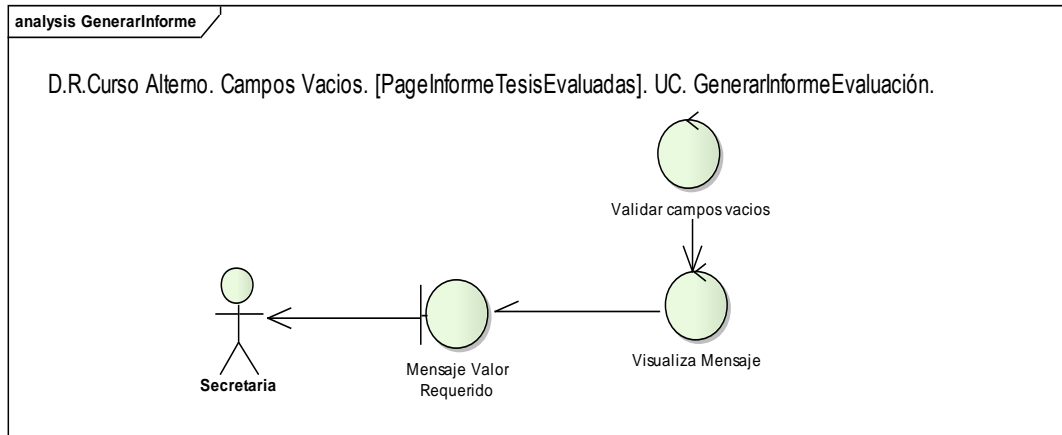 analysis GenerarInforme
D.R.Curso Alterno. Campos Vacios. [PageInformeTesisEvaluadas]. UC. GenerarInformeEvaluación.
Validar campos vacios
Visualiza Mensaje
Mensaje Valor
Requerido
Secretaria